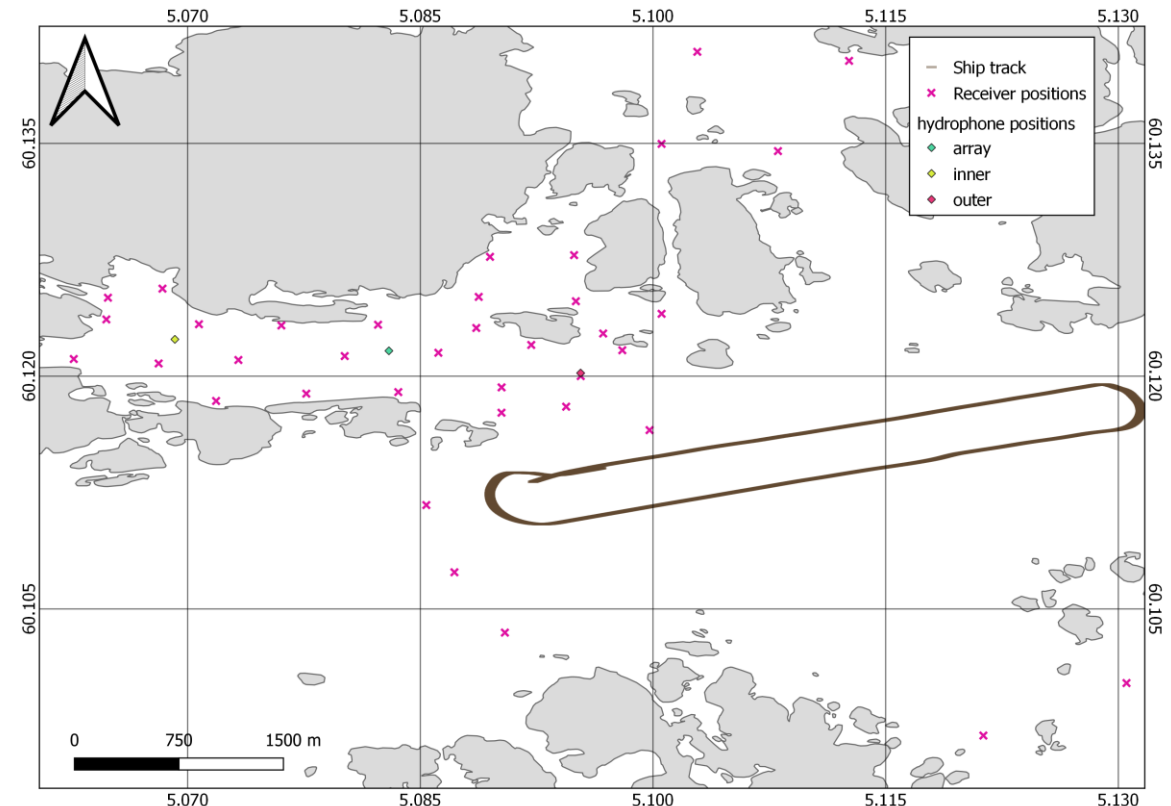 5.070 5.085 5.100 5.115 5.130
Ship track
Receiver positions
hydrophone positions
array
inner
outer
60.135 60.135
60.120 60.120
60.105 60.105
0 750 1500 m
5.070 5.085 5.100 5.115 5.130